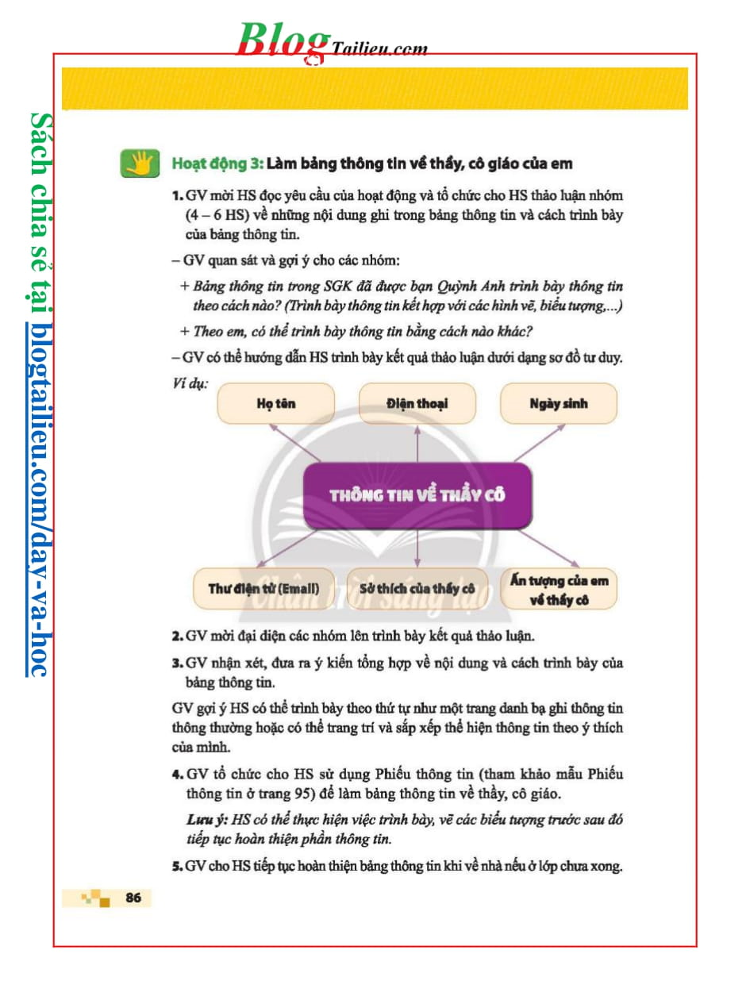 Blog Tailieu.com
Sách chia sẻ tại blogtailieu.com/day-va-hoc
Hoạt động 3: Làm bảng thông tin về thầy, cô giáo của em
1. GV mời HS đọc yêu cầu của hoạt động và tổ chức cho HS thảo luận nhóm
(4 – 6 HS) về những nội dung ghi trong bảng thông tin và cách trình bày
của bảng thông tin.
– GV quan sát và gợi ý cho các nhóm:
+ Bảng thông tin trong SGK đã được bạn Quỳnh Anh trình bày thông tin
theo cách nào? (Trình bày thông tin kết hợp với các hình vẽ, biểu tượng,...)
+ Theo em, có thể trình bày thông tin bằng cách nào khác?
– GV có thể hướng dẫn HS trình bày kết quả thảo luận dưới dạng sơ đồ tư duy.
Ví dụ:
Họ tên
Điện thoại
Ngày sinh
THÔNG TIN VỀ THẦY CÔ
Thư điện tử (Email)
Sở thích của thầy cô
Ấn tượng của em
về thầy cô
Chân trời sáng tạo
2. GV mời đại diện các nhóm lên trình bày kết quả thảo luận.
3. GV nhận xét, đưa ra ý kiến tổng hợp về nội dung và cách trình bày của
bảng thông tin.
GV gợi ý HS có thể trình bày theo thứ tự như một trang danh bạ ghi thông tin
thông thường hoặc có thể trang trí và sắp xếp thể hiện thông tin theo ý thích
của mình.
4. GV tổ chức cho HS sử dụng Phiếu thông tin (tham khảo mẫu Phiếu
thông tin ở trang 95) để làm bảng thông tin về thầy, cô giáo.
Lưu ý: HS có thể thực hiện việc trình bày, vẽ các biểu tượng trước sau đó
tiếp tục hoàn thiện phần thông tin.
5. GV cho HS tiếp tục hoàn thiện bảng thông tin khi về nhà nếu ở lớp chưa xong.
86